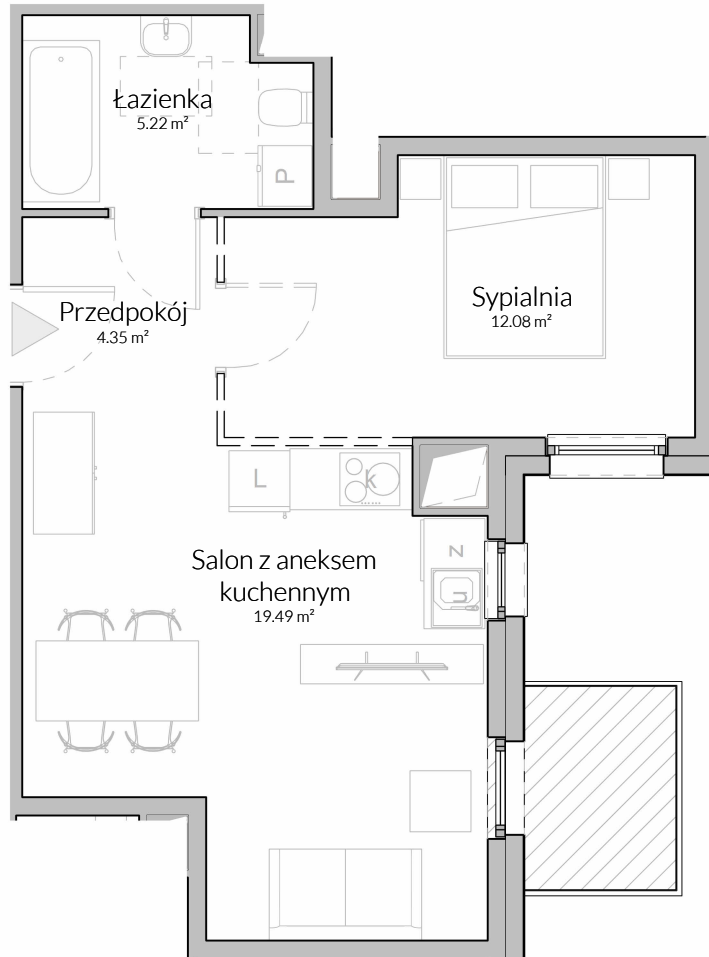 Łazienka
5.22 m²
P
Sypialnia
12.08 m²
Przedpokój
4.35 m²
L
k
Salon z aneksem
kuchennym
19.49 m²
z
u